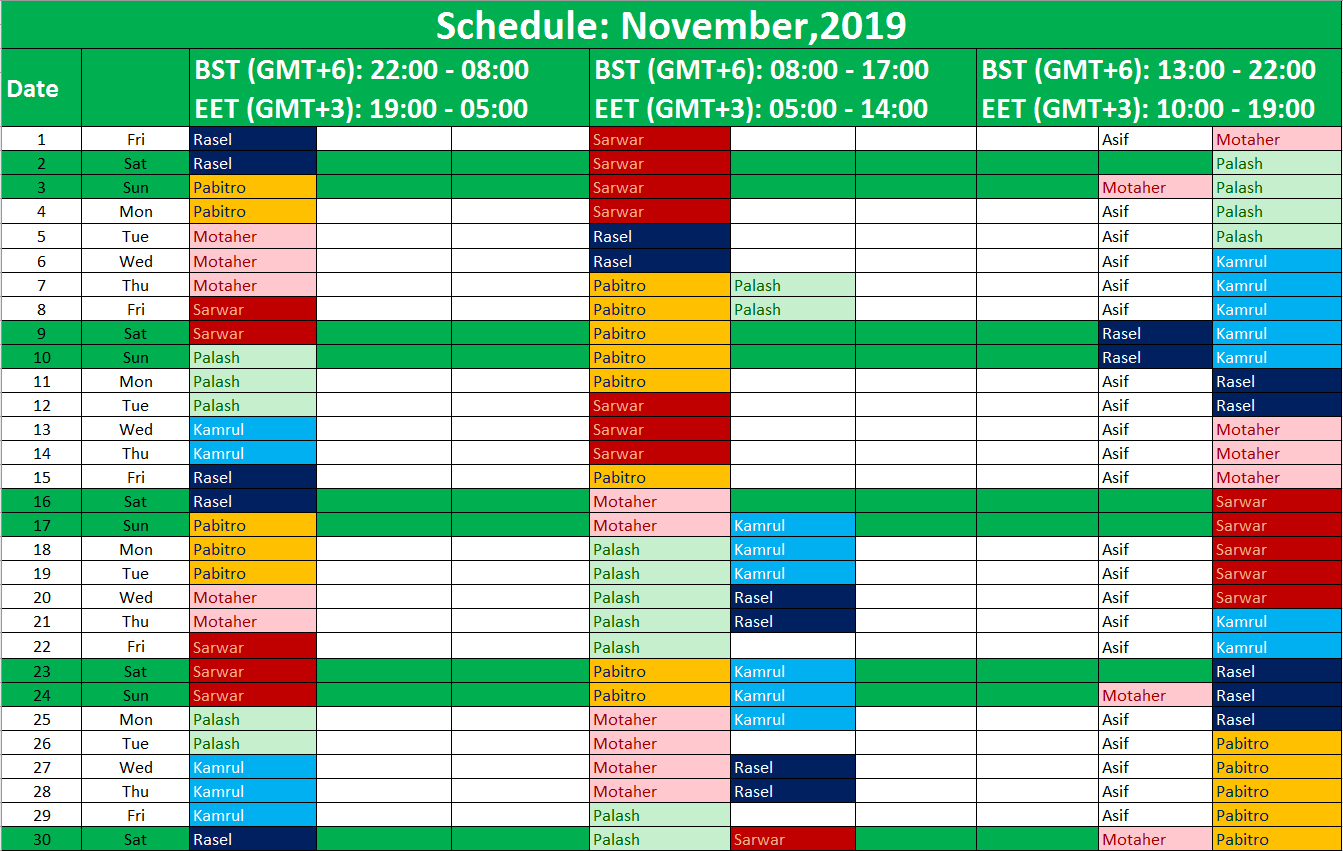 Schedule: November,2019
Date BST (GMT+6): 22:00 - 08:00 BST (GMT+6): 08:00 - 17:00 BST (GMT+6): 13:00 - 22:00
EET (GMT+3): 19:00 - 05:00 EET (GMT+3): 05:00 - 14:00 EET (GMT+3): 10:00 - 19:00
1 Fri Rasel Sarwar Asif Motaher
2 Sat Rasel Sarwar Palash
3 Sun Pabitro Sarwar Motaher Palash
4 Mon Pabitro Sarwar Asif Palash
5 Tue Motaher Rasel Asif Palash
6 Wed Motaher Rasel Asif Kamrul
7 Thu Motaher Pabitro Palash Asif Kamrul
8 Fri Sarwar Pabitro Palash Asif Kamrul
9 Sat Sarwar Pabitro Rasel Kamrul
10 Sun Palash Pabitro Rasel Kamrul
11 Mon Palash Pabitro Asif Rasel
12 Tue Palash Sarwar Asif Rasel
13 Wed Kamrul Sarwar Asif Motaher
14 Thu Kamrul Sarwar Asif Motaher
15 Fri Rasel Pabitro Asif Motaher
16 Sat Rasel Motaher Sarwar
17 Sun Pabitro Motaher Kamrul Sarwar
18 Mon Pabitro Palash Kamrul Asif Sarwar
19 Tue Pabitro Palash Kamrul Asif Sarwar
20 Wed Motaher Palash Rasel Asif Sarwar
21 Thu Motaher Palash Rasel Asif Kamrul
22 Fri Sarwar Palash Asif Kamrul
23 Sat Sarwar Pabitro Kamrul Rasel
24 Sun Sarwar Pabitro Kamrul Motaher Rasel
25 Mon Palash Motaher Kamrul Asif Rasel
26 Tue Palash Motaher Asif Pabitro
27 Wed Kamrul Motaher Rasel Asif Pabitro
28 Thu Kamrul Motaher Rasel Asif Pabitro
29 Fri Kamrul Palash Asif Pabitro
30 Sat Rasel Palash Sarwar Motaher Pabitro